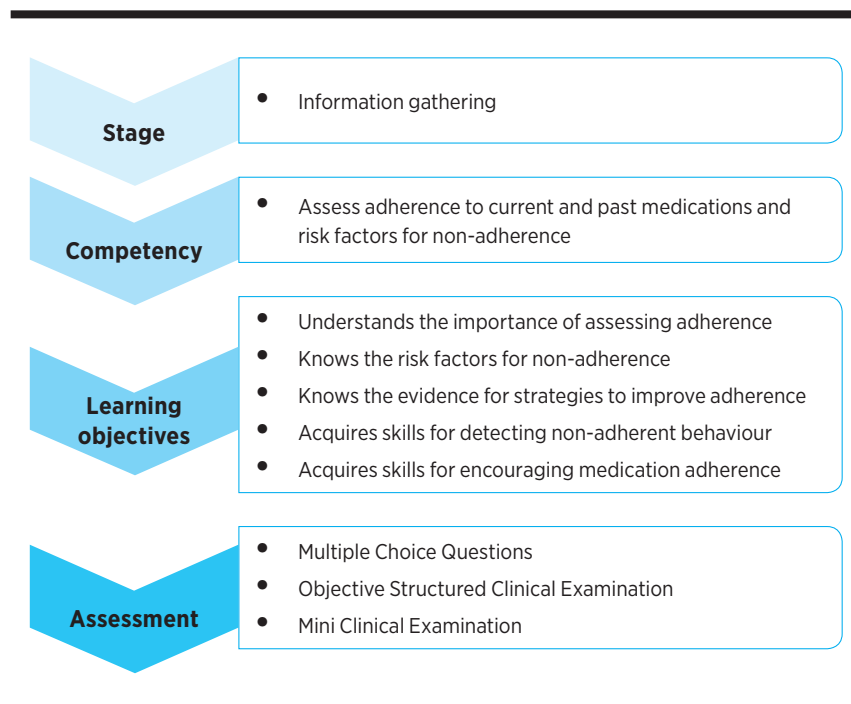 Stage
• Information gathering
Competency
• Assess adherence to current and past medications and
risk factors for non-adherence
Learning
objectives
• Understands the importance of assessing adherence
• Knows the risk factors for non-adherence
• Knows the evidence for strategies to improve adherence
• Acquires skills for detecting non-adherent behaviour
• Acquires skills for encouraging medication adherence
Assessment
• Multiple Choice Questions
• Objective Structured Clinical Examination
• Mini Clinical Examination